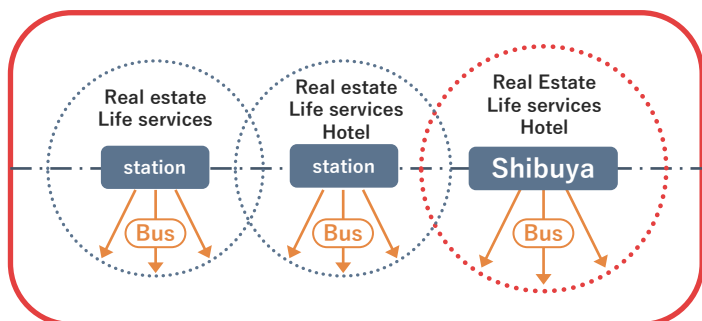 Real estate
Life services
station
Bus
Real estate
Life services
Hotel
station
Bus
Real Estate
Life services
Hotel
Shibuya
Bus